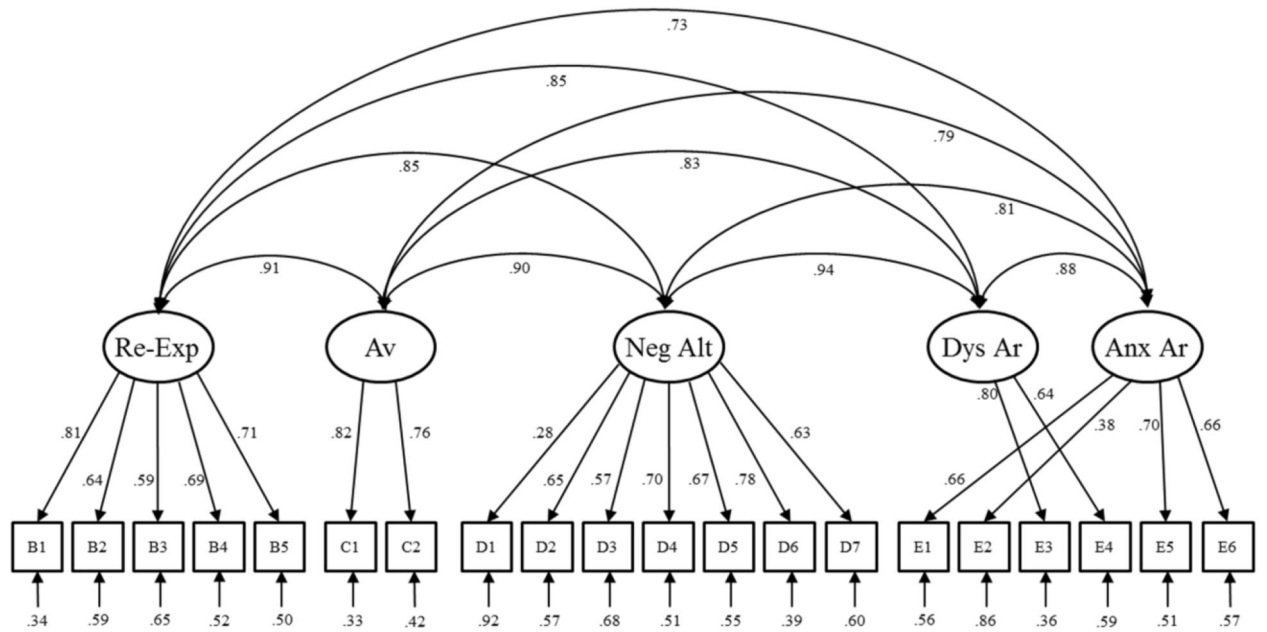 .73
.85
.79
.85
.83
.81
.91
.90
.94
.88
Re-Exp Av Neg Alt Dys Ar Anx Ar
.80 .64
.81 .71 .82 .76 .28 .63 .38 .70 .66
.64 .59 .69 .65 .57 .70 .67 .78 .66
B1 B2 B3 B4 B5 C1 C2 D1 D2 D3 D4 D5 D6 D7 E1 E2 E3 E4 E5 E6
.34 .59 .65 .52 .50 .33 .42 .92 .57 .68 .51 .55 .39 .60 .56 .86 .36 .59 .51 .57